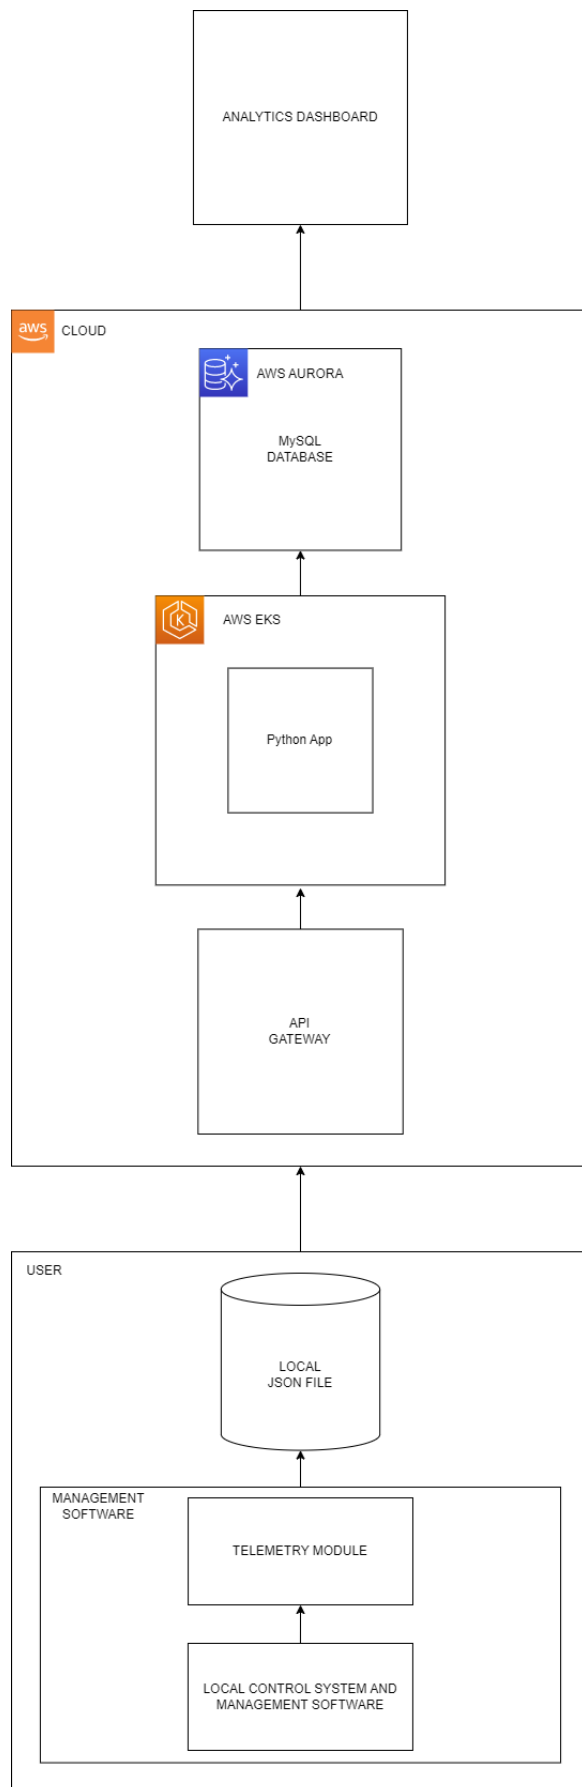 ANALYTICS DASHBOARD
aws
CLOUD
AWS AURORA
MySQL
DATABASE
AWS EKS
K
Python App
API
GATEWAY
USER
LOCAL
JSON FILE
MANAGEMENT
SOFTWARE
TELEMETRY MODULE
LOCAL CONTROL SYSTEM AND
MANAGEMENT SOFTWARE